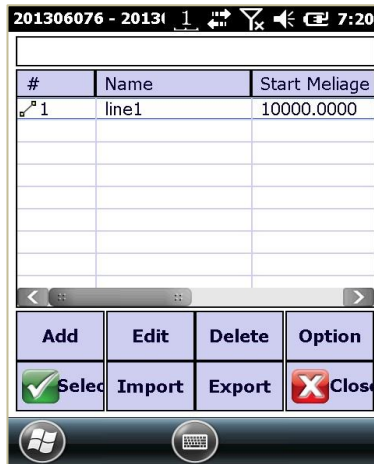 201306076 - 2013( 1 7:20
# Name Start Meliage
1 line1 10000.0000
Add Edit Delete Option
Selec Import Export Close